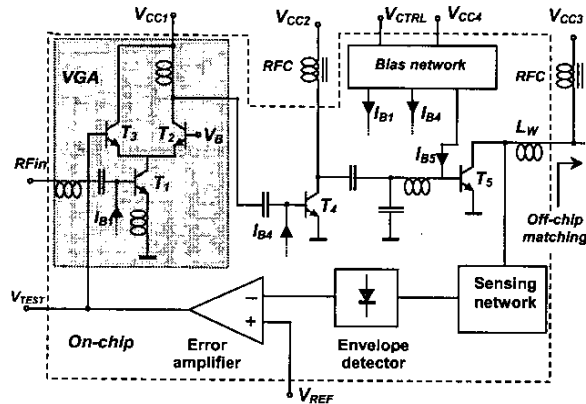 VCC1
VCC2
VCTRL
VCC4
VCC3
VGA
RFC
Bias network
RFC
T3
T2
VB
IB1
IB4
LW
RFin
T1
IB5
T5
IB1
T4
IB4
Off-chip
matching
VTEST
On-chip
Error
amplifier
−
+
Envelope
detector
Sensing
network
VREF